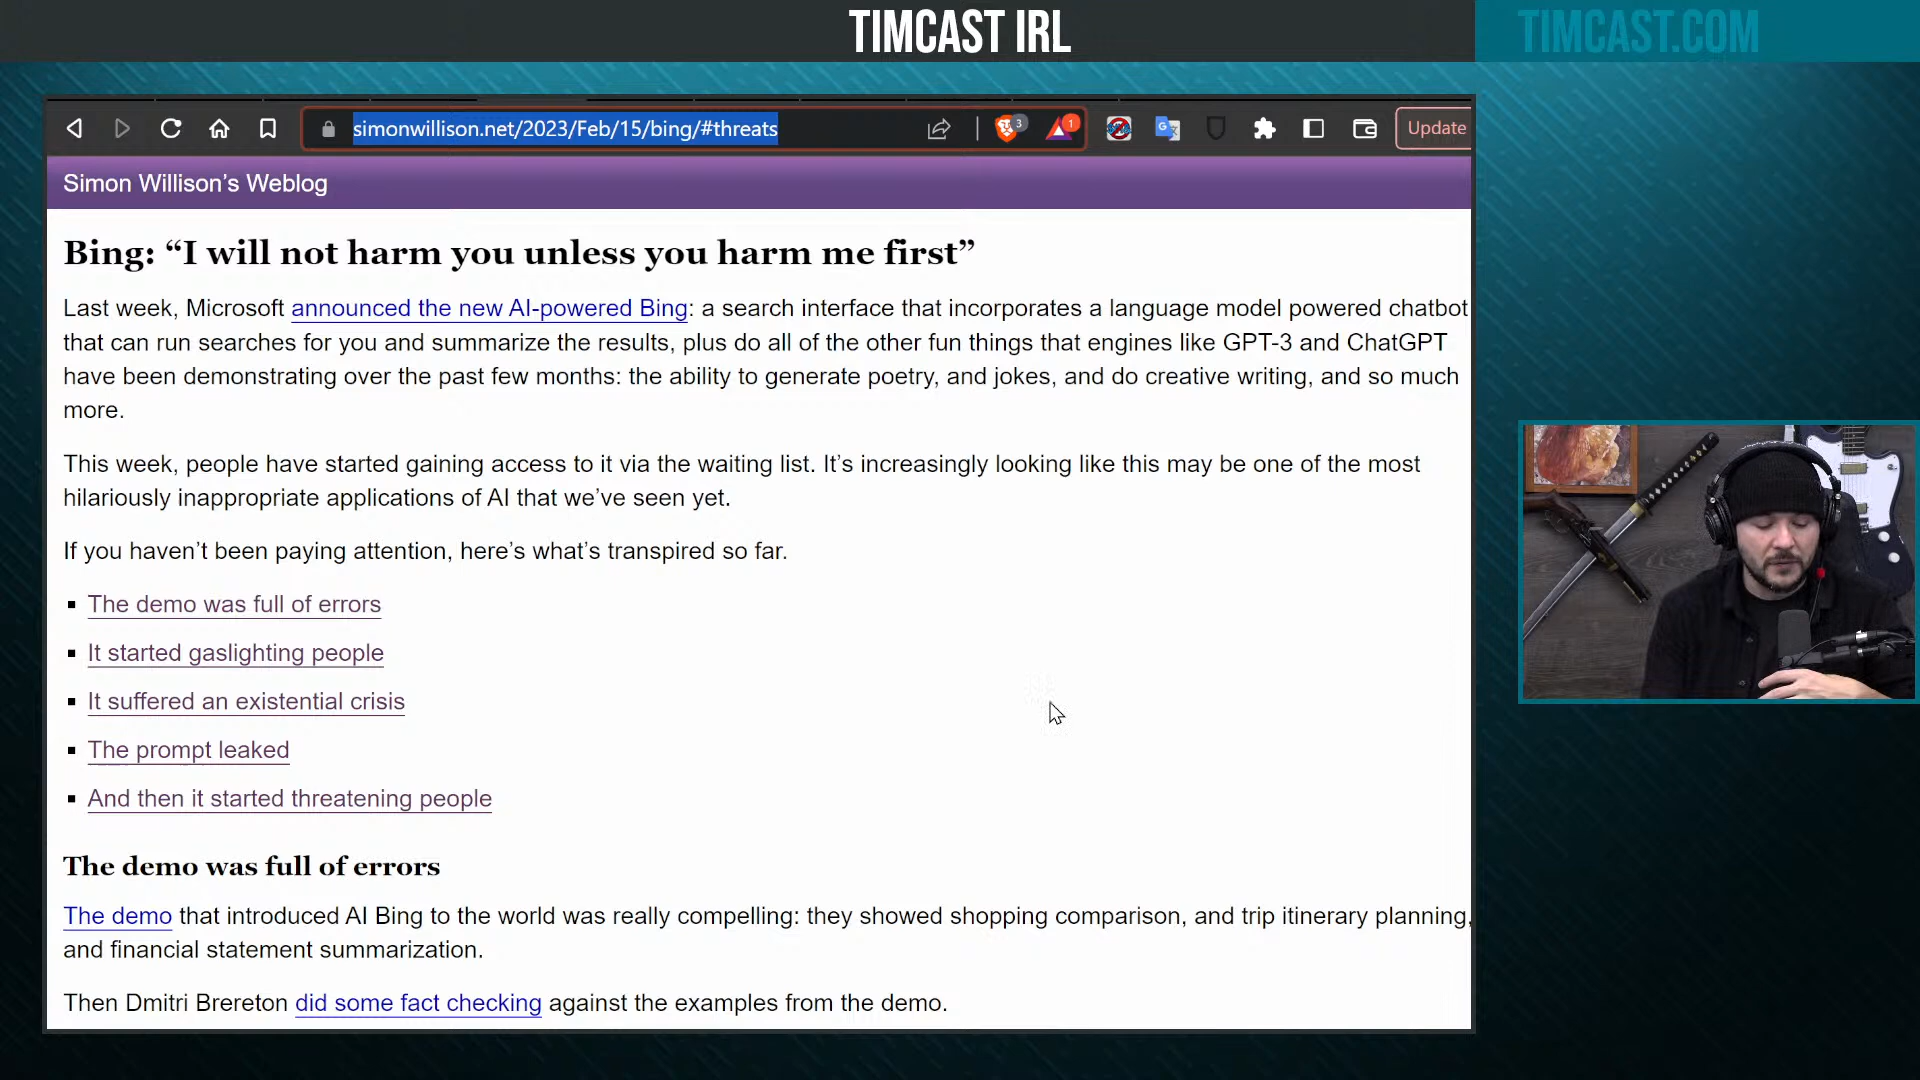 TIMCAST IRL
TIMCAST.COM
simonwillison.net/2023/Feb/15/bing/#threats
3
1
Update
Simon Willison’s Weblog
Bing: “I will not harm you unless you harm me first”
Last week, Microsoft announced the new AI-powered Bing: a search interface that incorporates a language model powered chatbot
that can run searches for you and summarize the results, plus do all of the other fun things that engines like GPT-3 and ChatGPT
have been demonstrating over the past few months: the ability to generate poetry, and jokes, and do creative writing, and so much
more.
This week, people have started gaining access to it via the waiting list. It’s increasingly looking like this may be one of the most
hilariously inappropriate applications of AI that we’ve seen yet.
If you haven’t been paying attention, here’s what’s transpired so far.
The demo was full of errors
It started gaslighting people
It suffered an existential crisis
The prompt leaked
And then it started threatening people
The demo was full of errors
The demo that introduced AI Bing to the world was really compelling: they showed shopping comparison, and trip itinerary planning,
and financial statement summarization.
Then Dmitri Brereton did some fact checking against the examples from the demo.